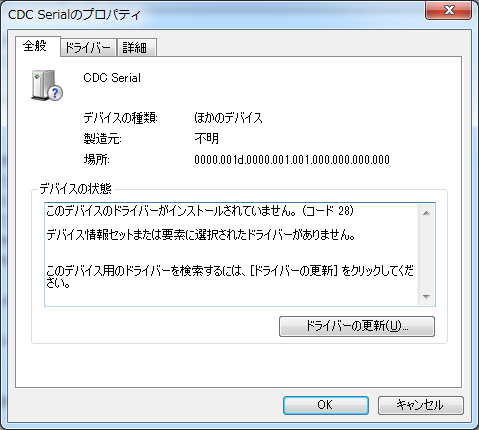 CDC Serialのプロパティ
全般 ドライバー 詳細
CDC Serial
デバイスの種類: ほかのデバイス
製造元: 不明
場所: 0000.001d.0000.001.001.000.000.000.000
デバイスの状態
このデバイスのドライバーがインストールされていません。(コード 28)
デバイス情報セットまたは要素に選択されたドライバーがありません。
このデバイス用のドライバーを検索するには、[ドライバーの更新] をクリックしてくだ
さい。
ドライバーの更新(U)...
OK キャンセル